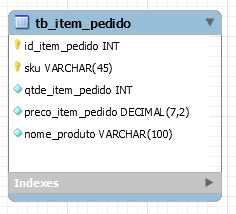 tb_item_pedido
id_item_pedido INT
sku VARCHAR(45)
qtde_item_pedido INT
preco_item_pedido DECIMAL(7,2)
nome_produto VARCHAR(100)
Indexes